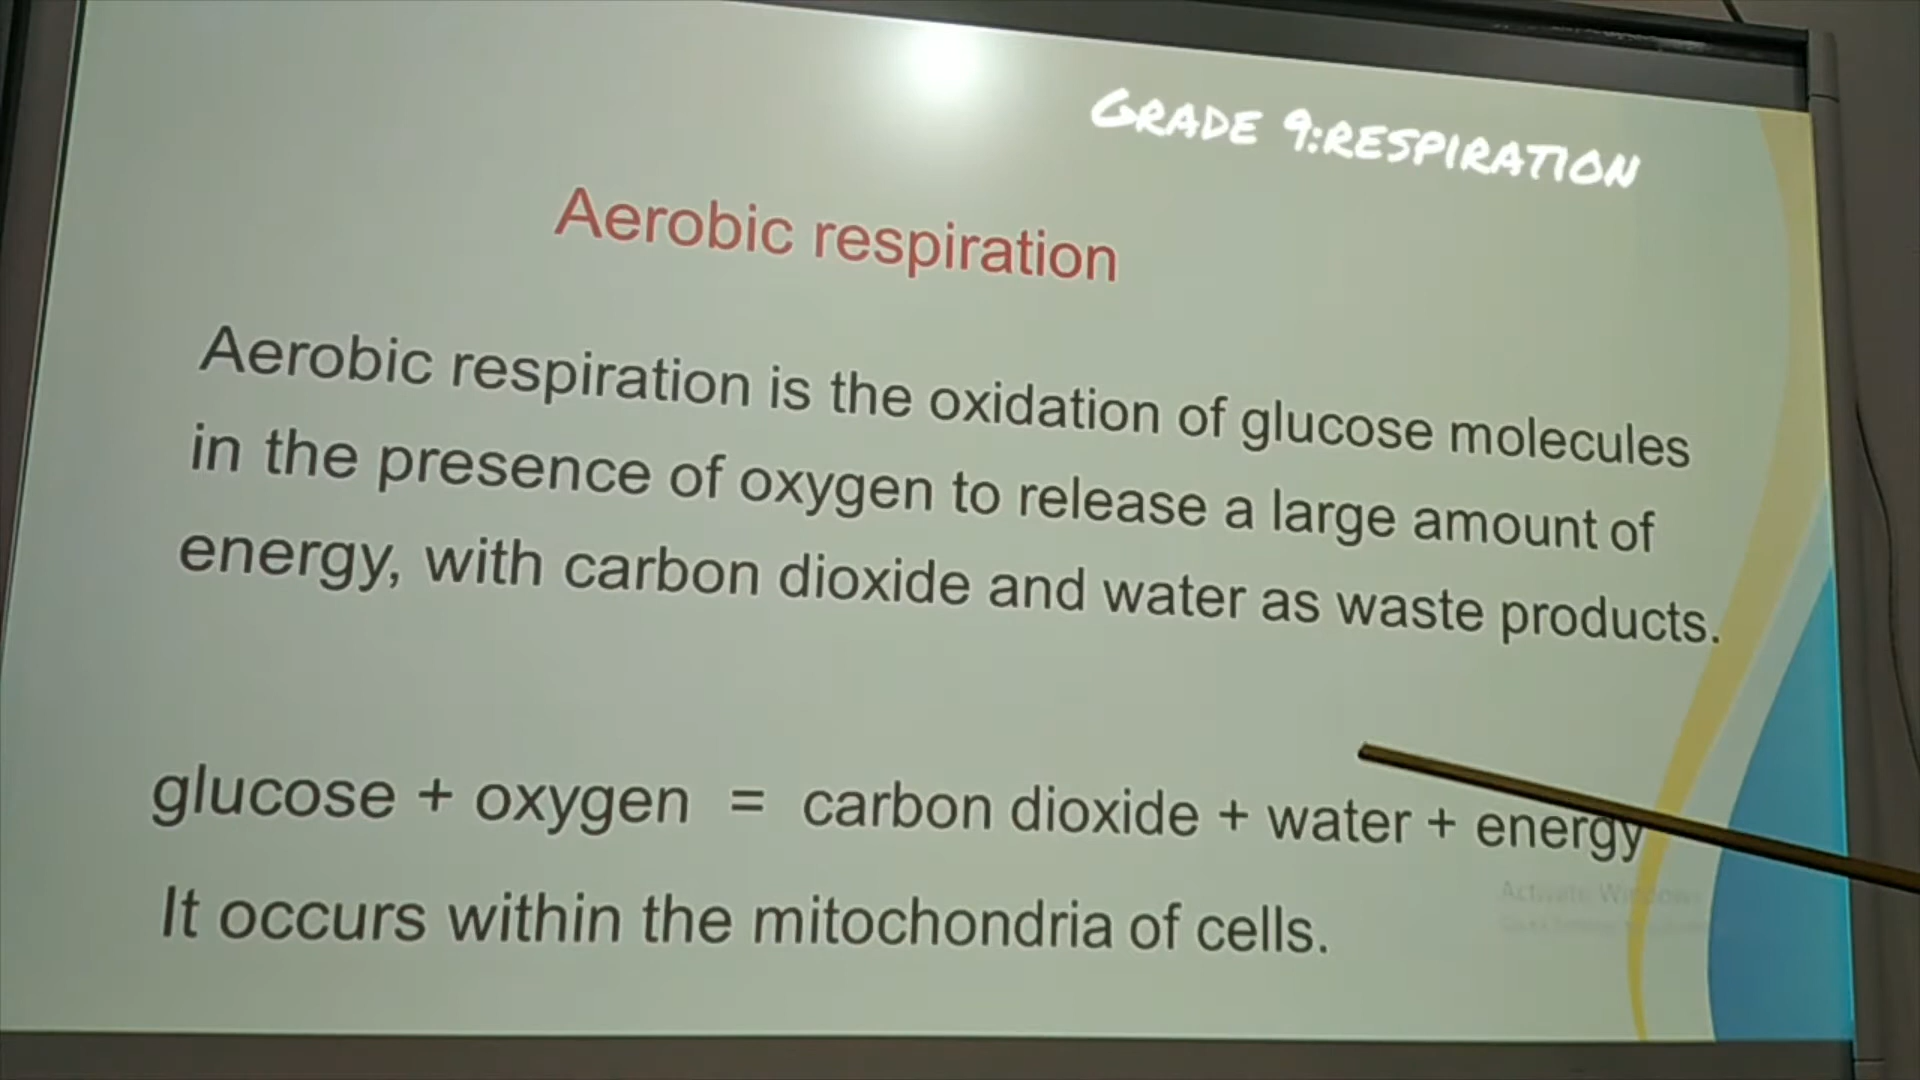 GRADE 9:RESPIRATION
Aerobic respiration
Aerobic respiration is the oxidation of glucose molecules
in the presence of oxygen to release a large amount of
energy, with carbon dioxide and water as waste products.
glucose + oxygen = carbon dioxide + water + energy
It occurs within the mitochondria of cells.
Activate Windows